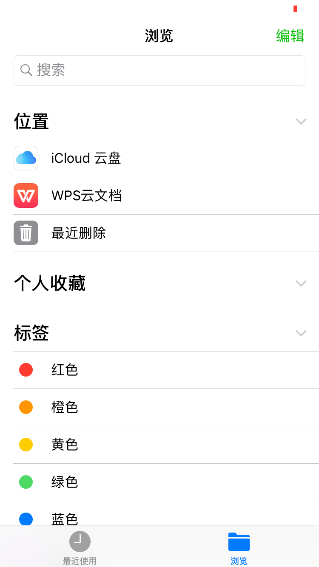 浏览
编辑
搜索
位置
iCloud 云盘
WPS云文档
最近删除
个人收藏
标签
红色
橙色
黄色
绿色
蓝色
最近使用
浏览